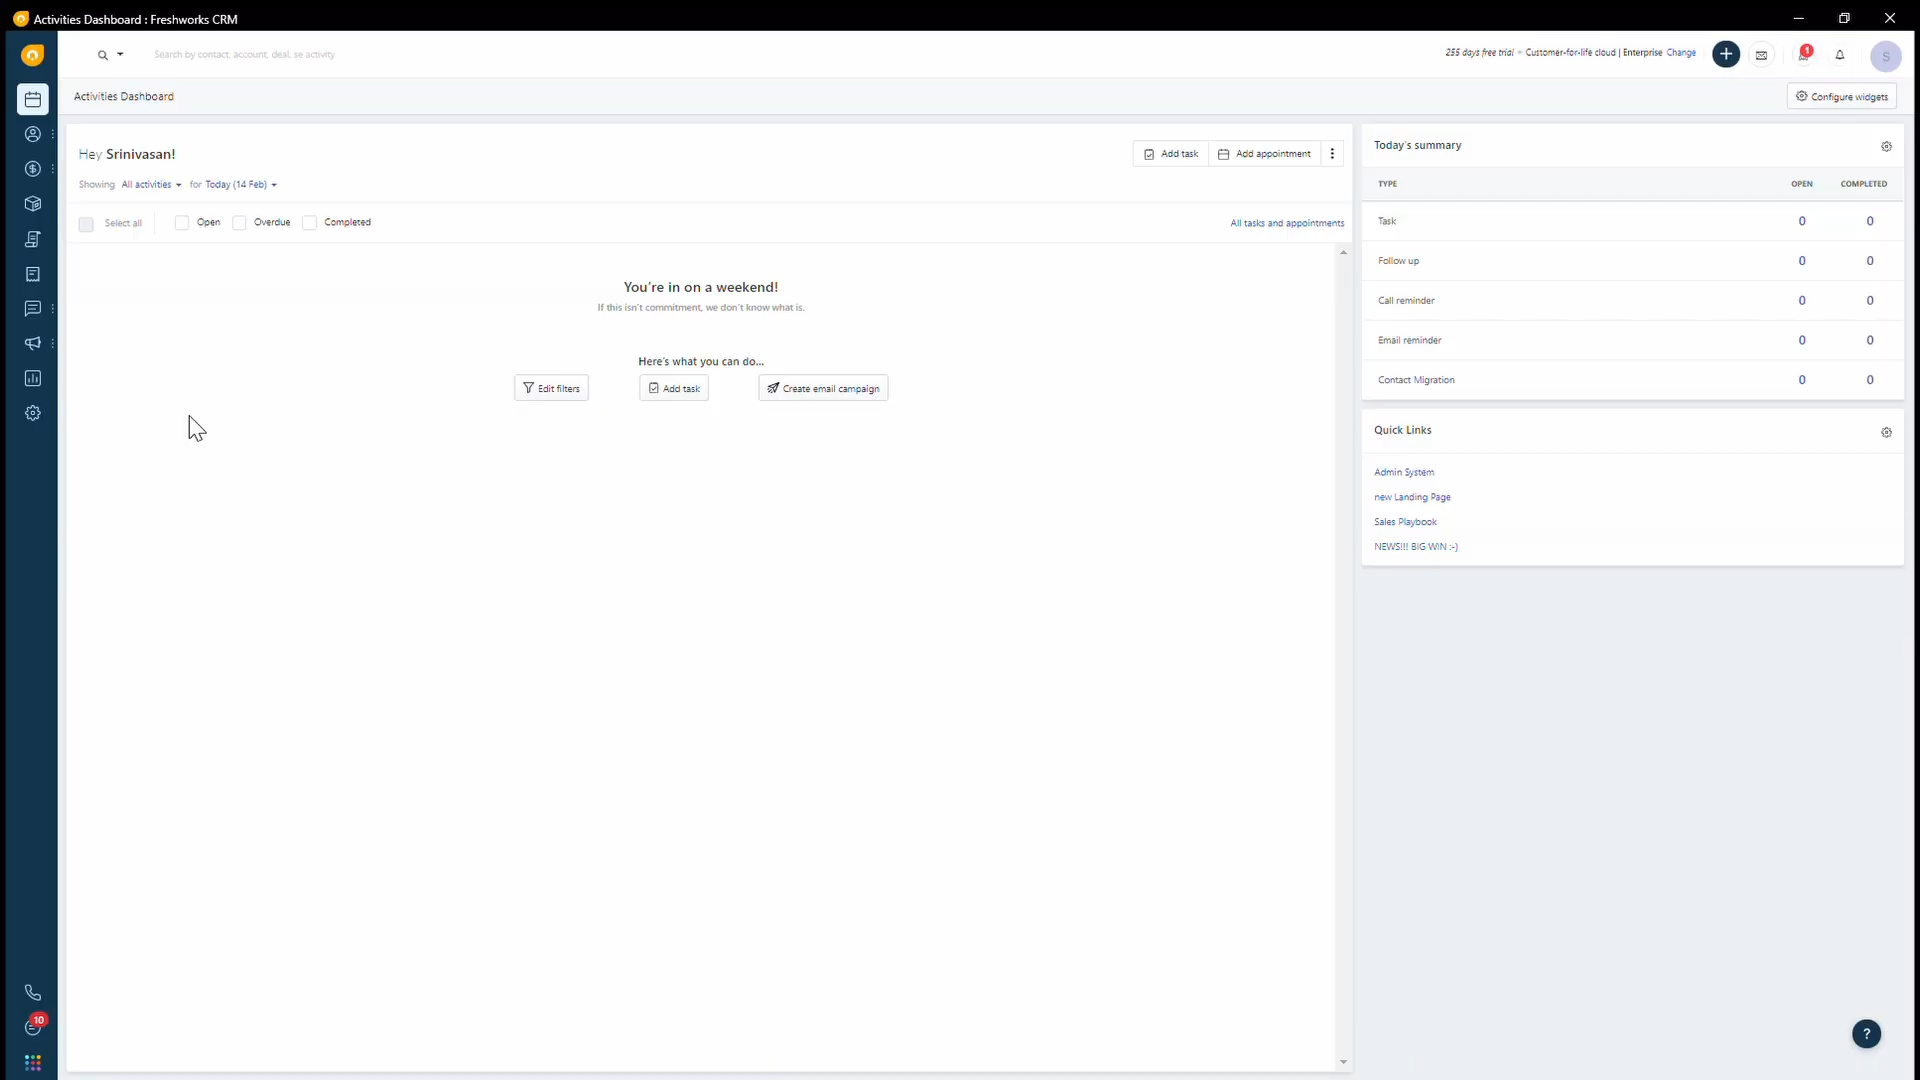 Activities Dashboard : Freshworks CRM
Search by contact, account, deal, se activity
255 days free trial • Customer-for-life cloud | Enterprise Change
1
S
Activities Dashboard
Configure widgets
Hey Srinivasan!
Add task
Add appointment
Showing All activities for Today (14 Feb)
Select all
Open
Overdue
Completed
All tasks and appointments
You're in on a weekend!
If this isn't commitment, we don't know what is.
Here's what you can do...
Edit filters
Add task
Create email campaign
Today's summary
TYPE OPEN COMPLETED
Task 0 0
Follow up 0 0
Call reminder 0 0
Email reminder 0 0
Contact Migration 0 0
Quick Links
Admin System
new Landing Page
Sales Playbook
NEWS!!! BIG WIN :-)
10
?